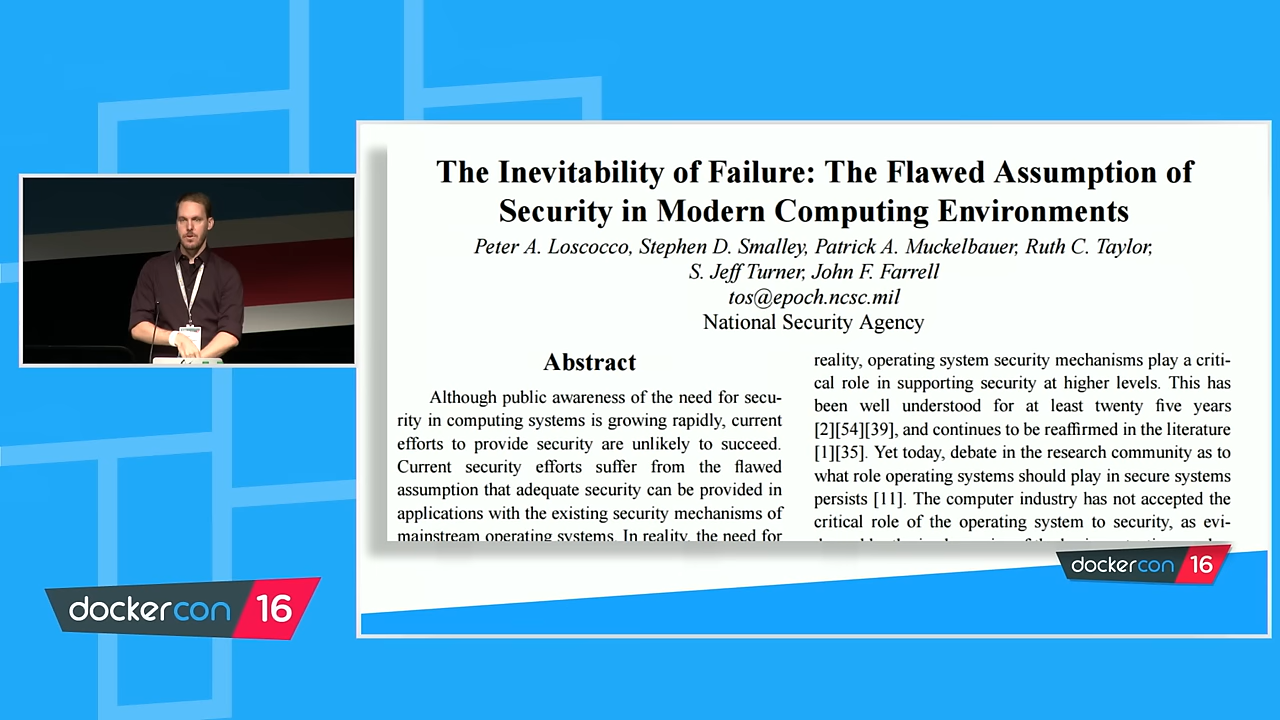 The Inevitability of Failure: The Flawed Assumption of
Security in Modern Computing Environments
Peter A. Loscocco, Stephen D. Smalley, Patrick A. Muckelbauer, Ruth C. Taylor,
S. Jeff Turner, John F. Farrell
tos@epoch.ncsc.mil
National Security Agency
Abstract
Although public awareness of the need for secu-
rity in computing systems is growing rapidly, current
efforts to provide security are unlikely to succeed.
Current security efforts suffer from the flawed
assumption that adequate security can be provided in
applications with the existing security mechanisms of
mainstream operating systems. In reality, the need for
reality, operating system security mechanisms play a criti-
cal role in supporting security at higher levels. This has
been well understood for at least twenty five years
[2][54][39], and continues to be reaffirmed in the literature
[1][35]. Yet today, debate in the research community as to
what role operating systems should play in secure systems
persists [11]. The computer industry has not accepted the
critical role of the operating system to security, as evi-
dockercon 16
dockercon 16